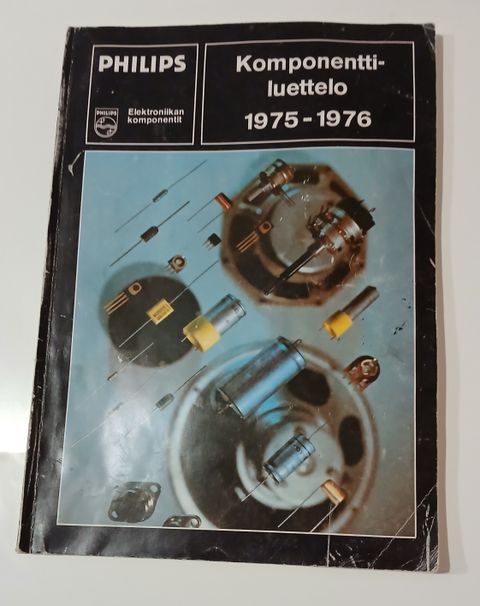 PHILIPS
PHILIPS
Elektroniikan
komponentit
Komponentti-
luettelo
1975-1976